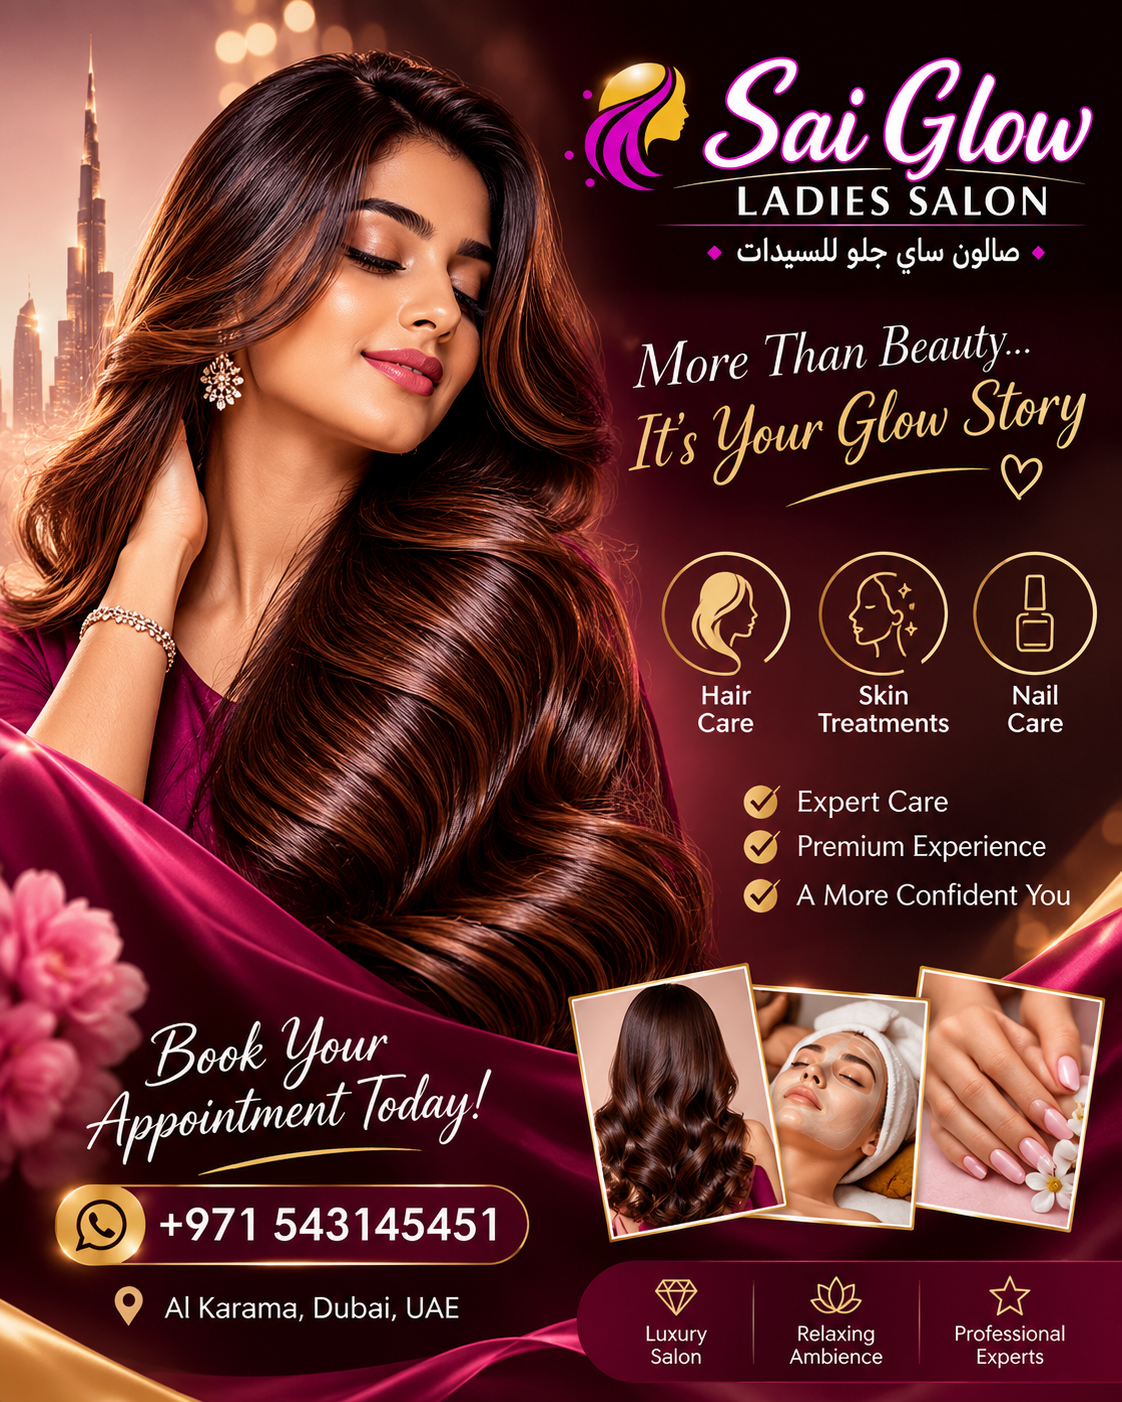 Sai Glow
LADIES SALON
صالون ساي جلو للسيدات
More Than Beauty...
It's Your Glow Story
Hair
Care
Skin
Treatments
Nail
Care
Expert Care
Premium Experience
A More Confident You
Book Your
Appointment Today!
+971 543145451
Al Karama, Dubai, UAE
Luxury
Salon
Relaxing
Ambience
Professional
Experts